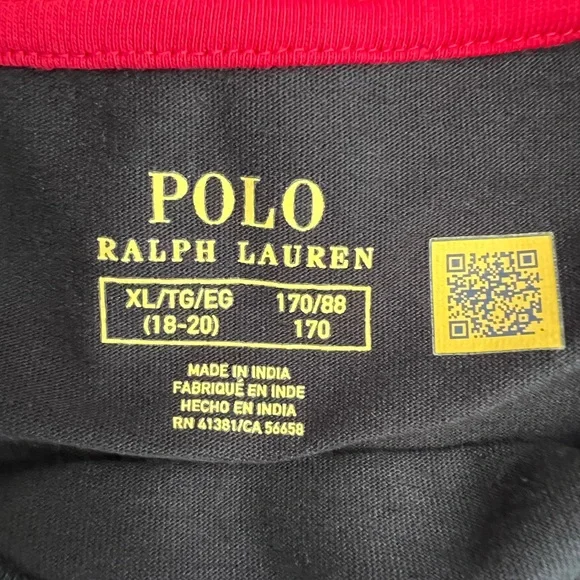 POLO
RALPH LAUREN
XL/TG/EG 170/88
(18-20) 170
MADE IN INDIA
FABRIQUÉ EN INDE
HECHO EN INDIA
RN 41381/CA 56658